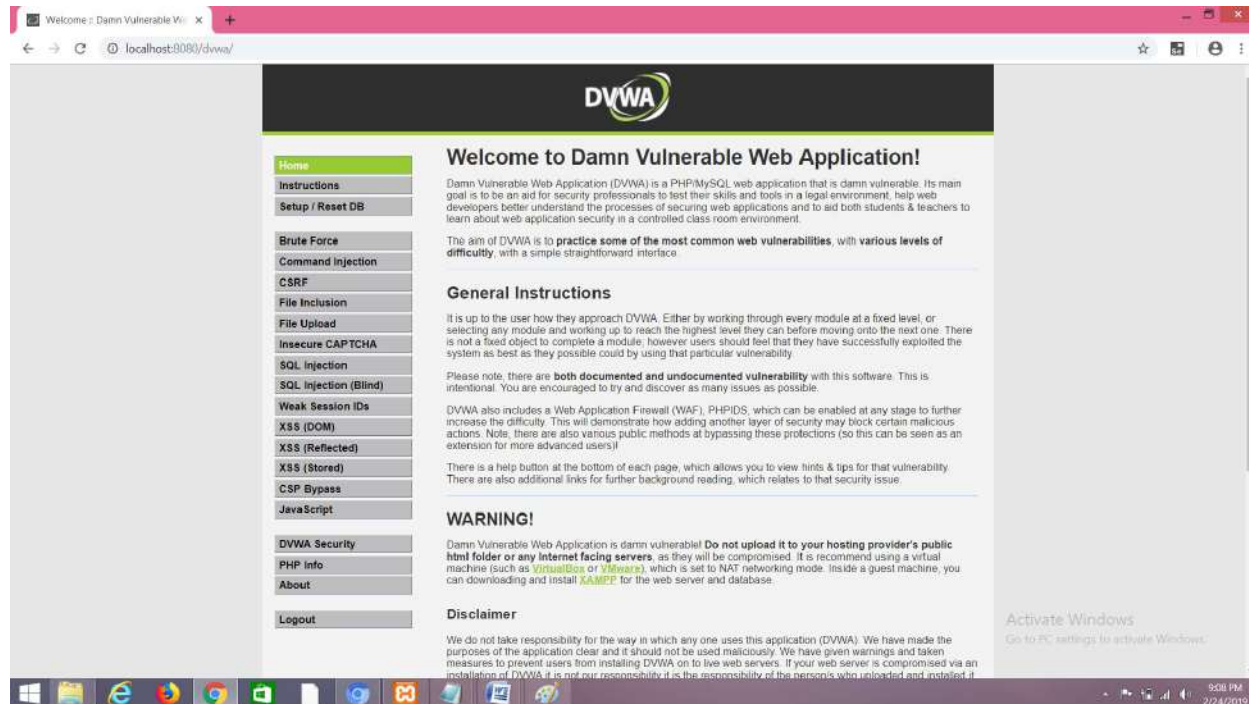 Welcome :: Damn Vulnerable We
localhost:8080/dvwa/
DVWA
Home
Instructions
Setup / Reset DB
Brute Force
Command Injection
CSRF
File Inclusion
File Upload
Insecure CAPTCHA
SQL Injection
SQL Injection (Blind)
Weak Session IDs
XSS (DOM)
XSS (Reflected)
XSS (Stored)
CSP Bypass
JavaScript
DVWA Security
PHP Info
About
Logout
Welcome to Damn Vulnerable Web Application!
Damn Vulnerable Web Application (DVWA) is a PHP/MySQL web application that is damn vulnerable. Its main
goal is to be an aid for security professionals to test their skills and tools in a legal environment, help web
developers better understand the processes of securing web applications and to aid both students & teachers to
learn about web application security in a controlled class room environment.
The aim of DVWA is to practice some of the most common web vulnerabilities, with various levels of
difficultly, with a simple straightforward interface.
General Instructions
It is up to the user how they approach DVWA. Either by working through every module at a fixed level, or
selecting any module and working up to reach the highest level they can before moving onto the next one. There
is not a fixed object to complete a module; however users should feel that they have successfully exploited the
system as best as they possible could by using that particular vulnerability.
Please note, there are both documented and undocumented vulnerability with this software. This is
intentional. You are encouraged to try and discover as many issues as possible.
DVWA also includes a Web Application Firewall (WAF), PHPIDS, which can be enabled at any stage to further
increase the difficulty. This will demonstrate how adding another layer of security may block certain malicious
actions. Note, there are also various public methods at bypassing these protections (so this can be seen as an
extension for more advanced users)!
There is a help button at the bottom of each page, which allows you to view hints & tips for that vulnerability.
There are also additional links for further background reading, which relates to that security issue.
WARNING!
Damn Vulnerable Web Application is damn vulnerable! Do not upload it to your hosting provider's public
html folder or any Internet facing servers, as they will be compromised. It is recommend using a virtual
machine (such as VirtualBox or VMware), which is set to NAT networking mode. Inside a guest machine, you
can downloading and install XAMPP for the web server and database.
Disclaimer
We do not take responsibility for the way in which any one uses this application (DVWA). We have made the
purposes of the application clear and it should not be used maliciously. We have given warnings and taken
measures to prevent users from installing DVWA on to live web servers. If your web server is compromised via an
installation of DVWA it is not our responsibility it is the responsibility of the person/s who uploaded and installed it
Activate Windows
Go to PC settings to activate Windows.
9:08 PM
2/24/2019